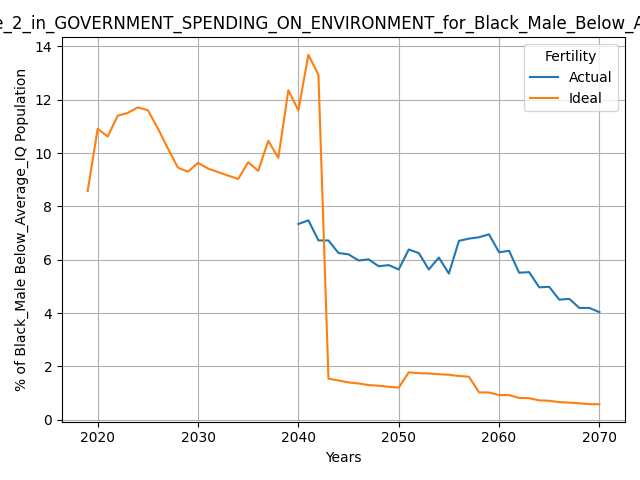 e_2_in_GOVERNMENT_SPENDING_ON_ENVIRONMENT_for_Black_Male_Below_A
Fertility
Actual
Ideal
% of Black_Male Below_Average_IQ Population
14
12
10
8
6
4
2
0
2020
2030
2040
2050
2060
2070
Years